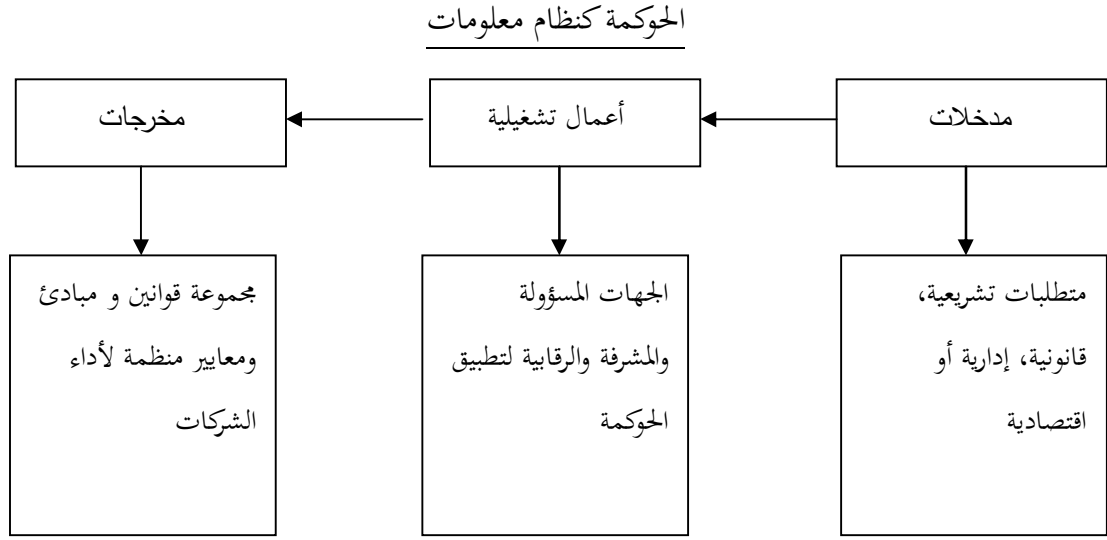 الحوكمة كنظام معلومات
مدخلات
أعمال تشغيلية
مخرجات
متطلبات تشريعية،
قانونية، إدارية أو
اقتصادية
الجهات المسؤولة
والمشرفة والرقابية لتطبيق
الحوكمة
مجموعة قوانين و مبادئ
ومعايير منظمة لأداء
الشركات